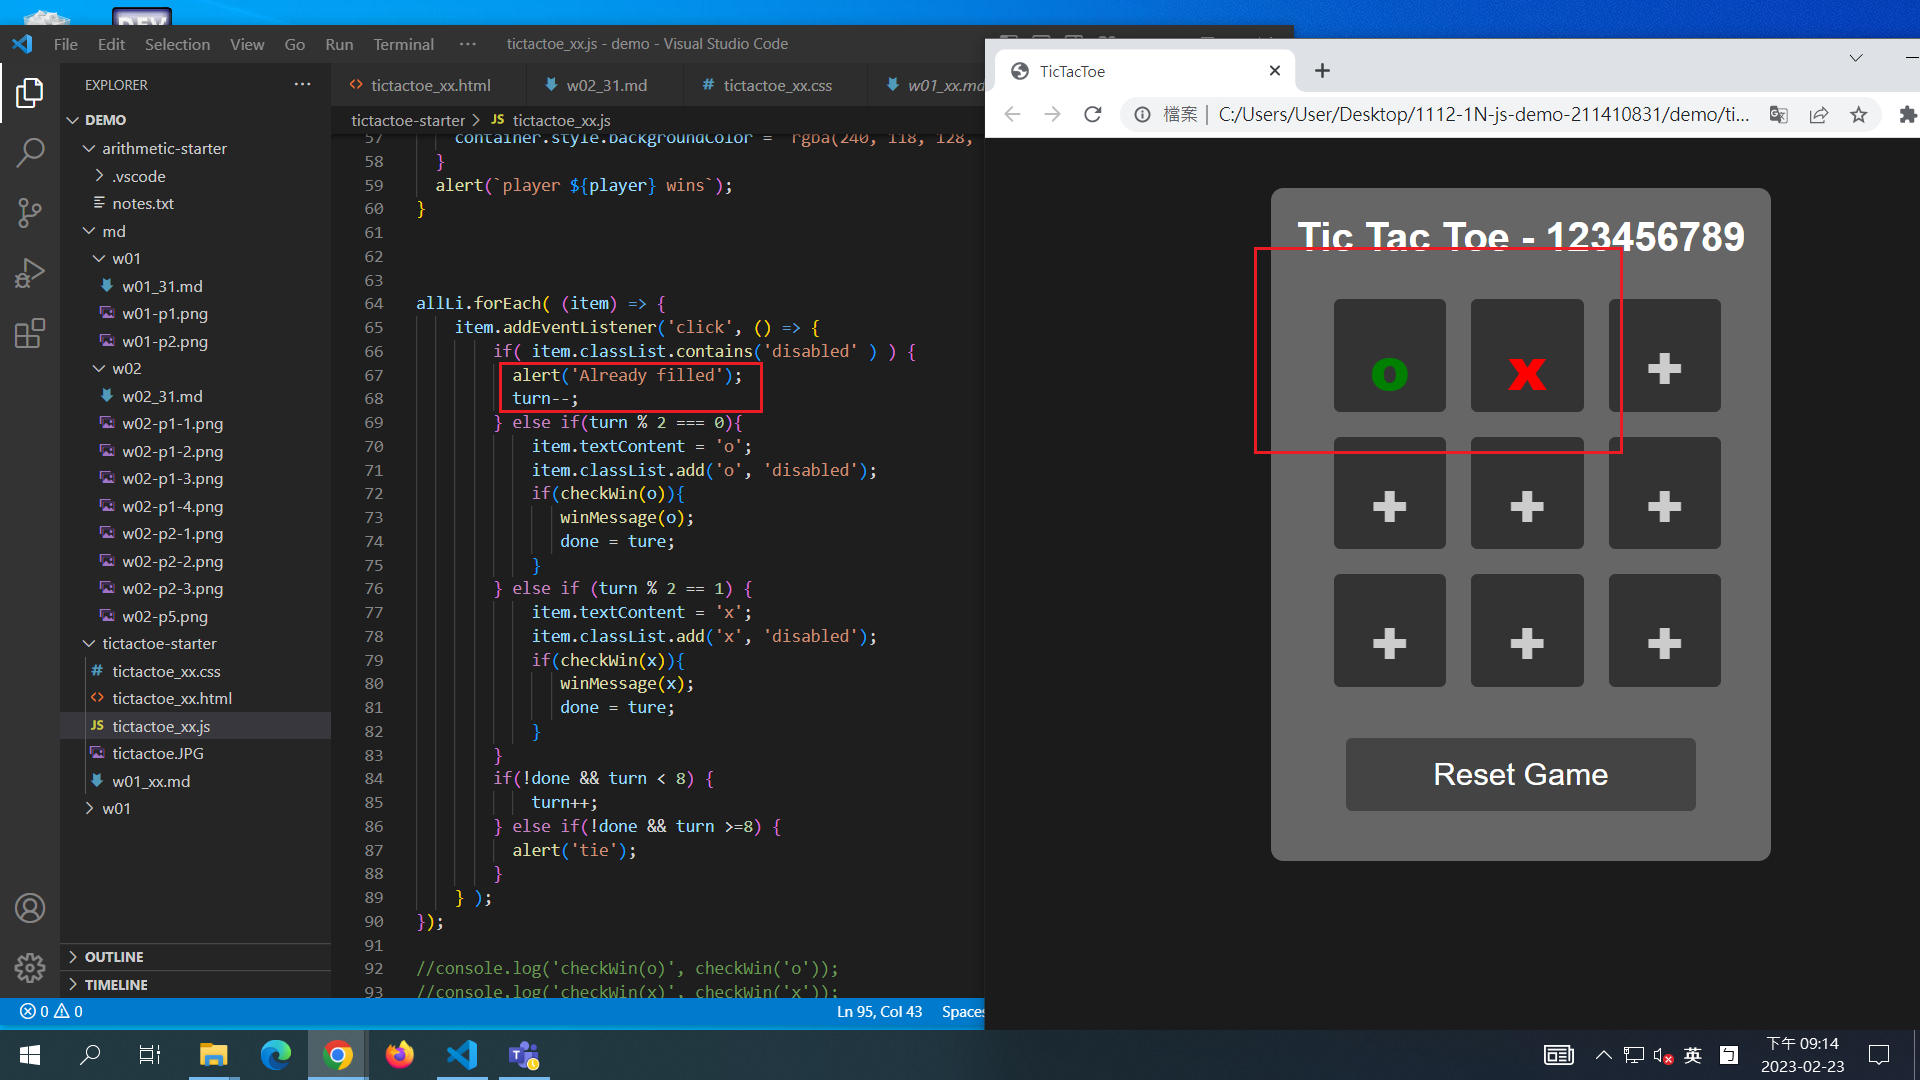 DEV
File Edit Selection View Go Run Terminal ··· tictactoe_xx.js - demo - Visual Studio Code
EXPLORER ···
DEMO
arithmetic-starter
.vscode
notes.txt
md
w01
w01_31.md
w01-p1.png
w01-p2.png
w02
w02_31.md
w02-p1-1.png
w02-p1-2.png
w02-p1-3.png
w02-p1-4.png
w02-p2-1.png
w02-p2-2.png
w02-p2-3.png
w02-p5.png
tictactoe-starter
# tictactoe_xx.css
<> tictactoe_xx.html
JS tictactoe_xx.js
tictactoe.JPG
w01_xx.md
w01
OUTLINE
TIMELINE
<> tictactoe_xx.html w02_31.md # tictactoe_xx.css w01_xx.md
tictactoe-starter > JS tictactoe_xx.js
57 container.style.backgroundColor = `rgba(240, 118, 128,
58 }
59 alert(`player ${player} wins`);
60 }
61
62
63
64 allLi.forEach( (item) => {
65 item.addEventListener('click', () => {
66 if( item.classList.contains('disabled' ) ) {
67 alert('Already filled');
68 turn--;
69 } else if(turn % 2 === 0){
70 item.textContent = 'o';
71 item.classList.add('o', 'disabled');
72 if(checkWin(o)){
73 winMessage(o);
74 done = ture;
75 }
76 } else if (turn % 2 == 1) {
77 item.textContent = 'x';
78 item.classList.add('x', 'disabled');
79 if(checkWin(x)){
80 winMessage(x);
81 done = ture;
82 }
83 }
84 if(!done && turn < 8) {
85 turn++;
86 } else if(!done && turn >=8) {
87 alert('tie');
88 }
89 } );
90 });
91
92 //console.log('checkWin(o)', checkWin('o'));
93 //console.log('checkWin(x)', checkWin('x'));
0 0 Ln 95, Col 43 Spaces
TicTacToe
檔案 | C:/Users/User/Desktop/1112-1N-js-demo-211410831/demo/ti...
Tic Tac Toe - 123456789
o x +
+ + +
+ + +
Reset Game
英 ㄅ
下午 09:14
2023-02-23